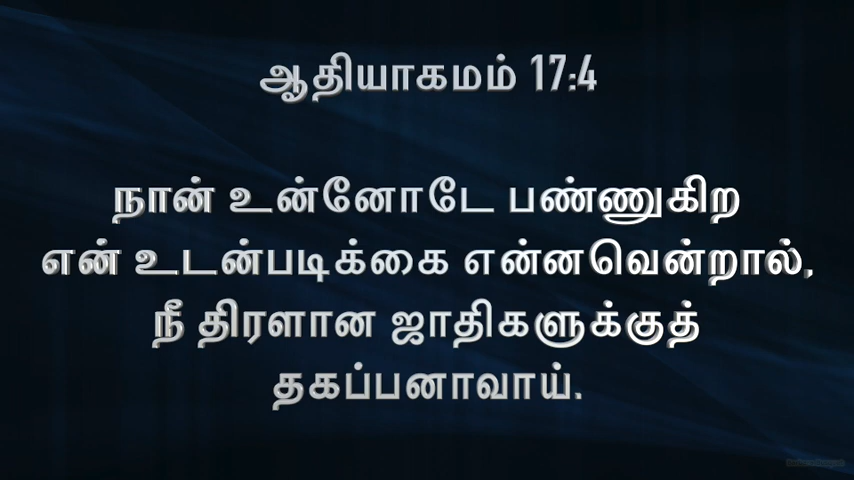 ஆதியாகமம் 17:4
நான் உன்னோடே பண்ணுகிற
என் உடன்படிக்கை என்னவென்றால்,
நீ திரளான ஜாதிகளுக்குத்
தகப்பனாவாய்.